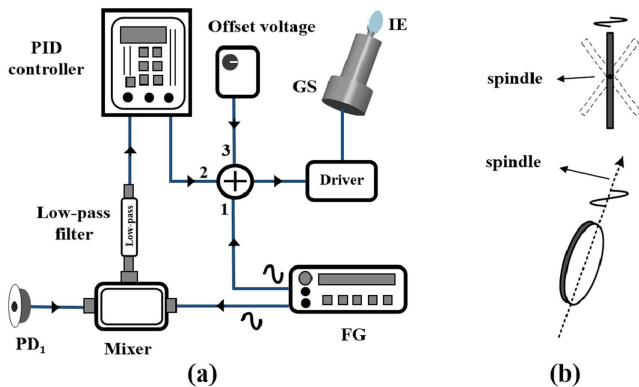 PID
controller
Offset voltage
IE
GS
3
2
1
Driver
Low-pass
filter
Low-pass
PD₁
Mixer
FG
(a)
spindle
spindle
(b)